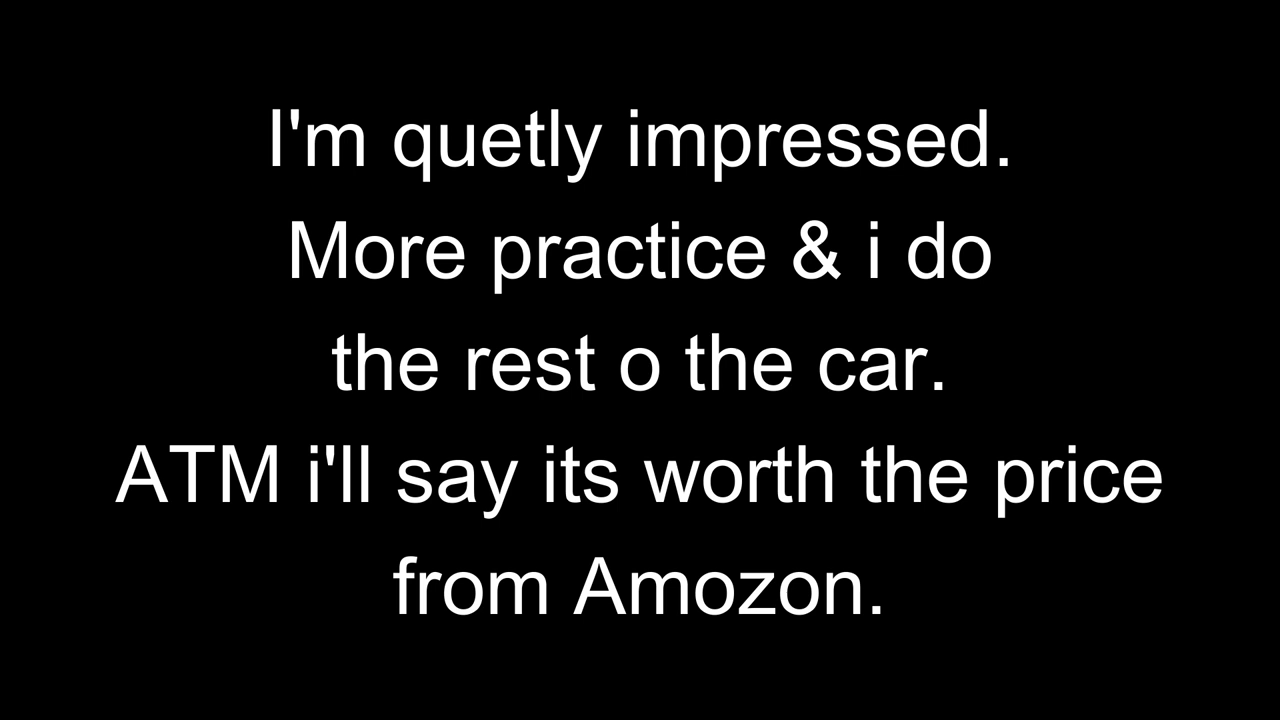 I'm quetly impressed.
More practice & i do
the rest o the car.
ATM i'll say its worth the price
from Amozon.